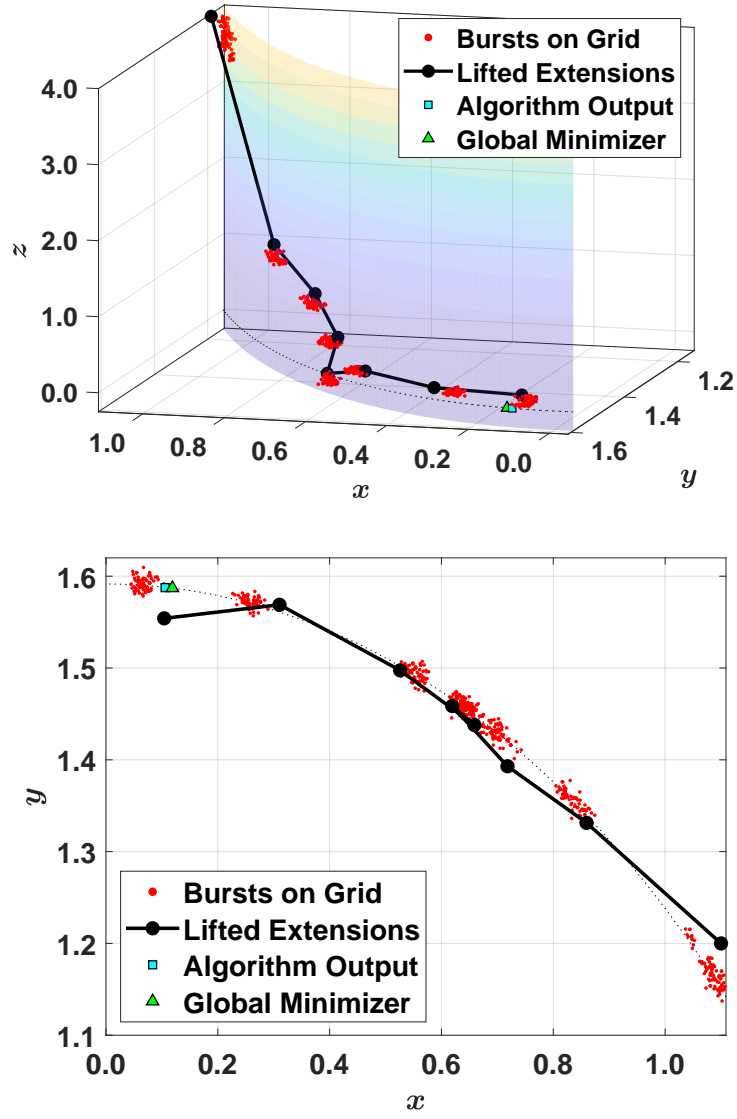 Bursts on Grid
Lifted Extensions
Algorithm Output
Global Minimizer
4.0
3.0
2.0
1.0
0.0
z
1.0
0.8
0.6
0.4
0.2
0.0
x
1.6
1.4
1.2
y
1.6
1.5
1.4
1.3
1.2
1.1
y
Bursts on Grid
Lifted Extensions
Algorithm Output
Global Minimizer
0.0
0.2
0.4
0.6
0.8
1.0
x